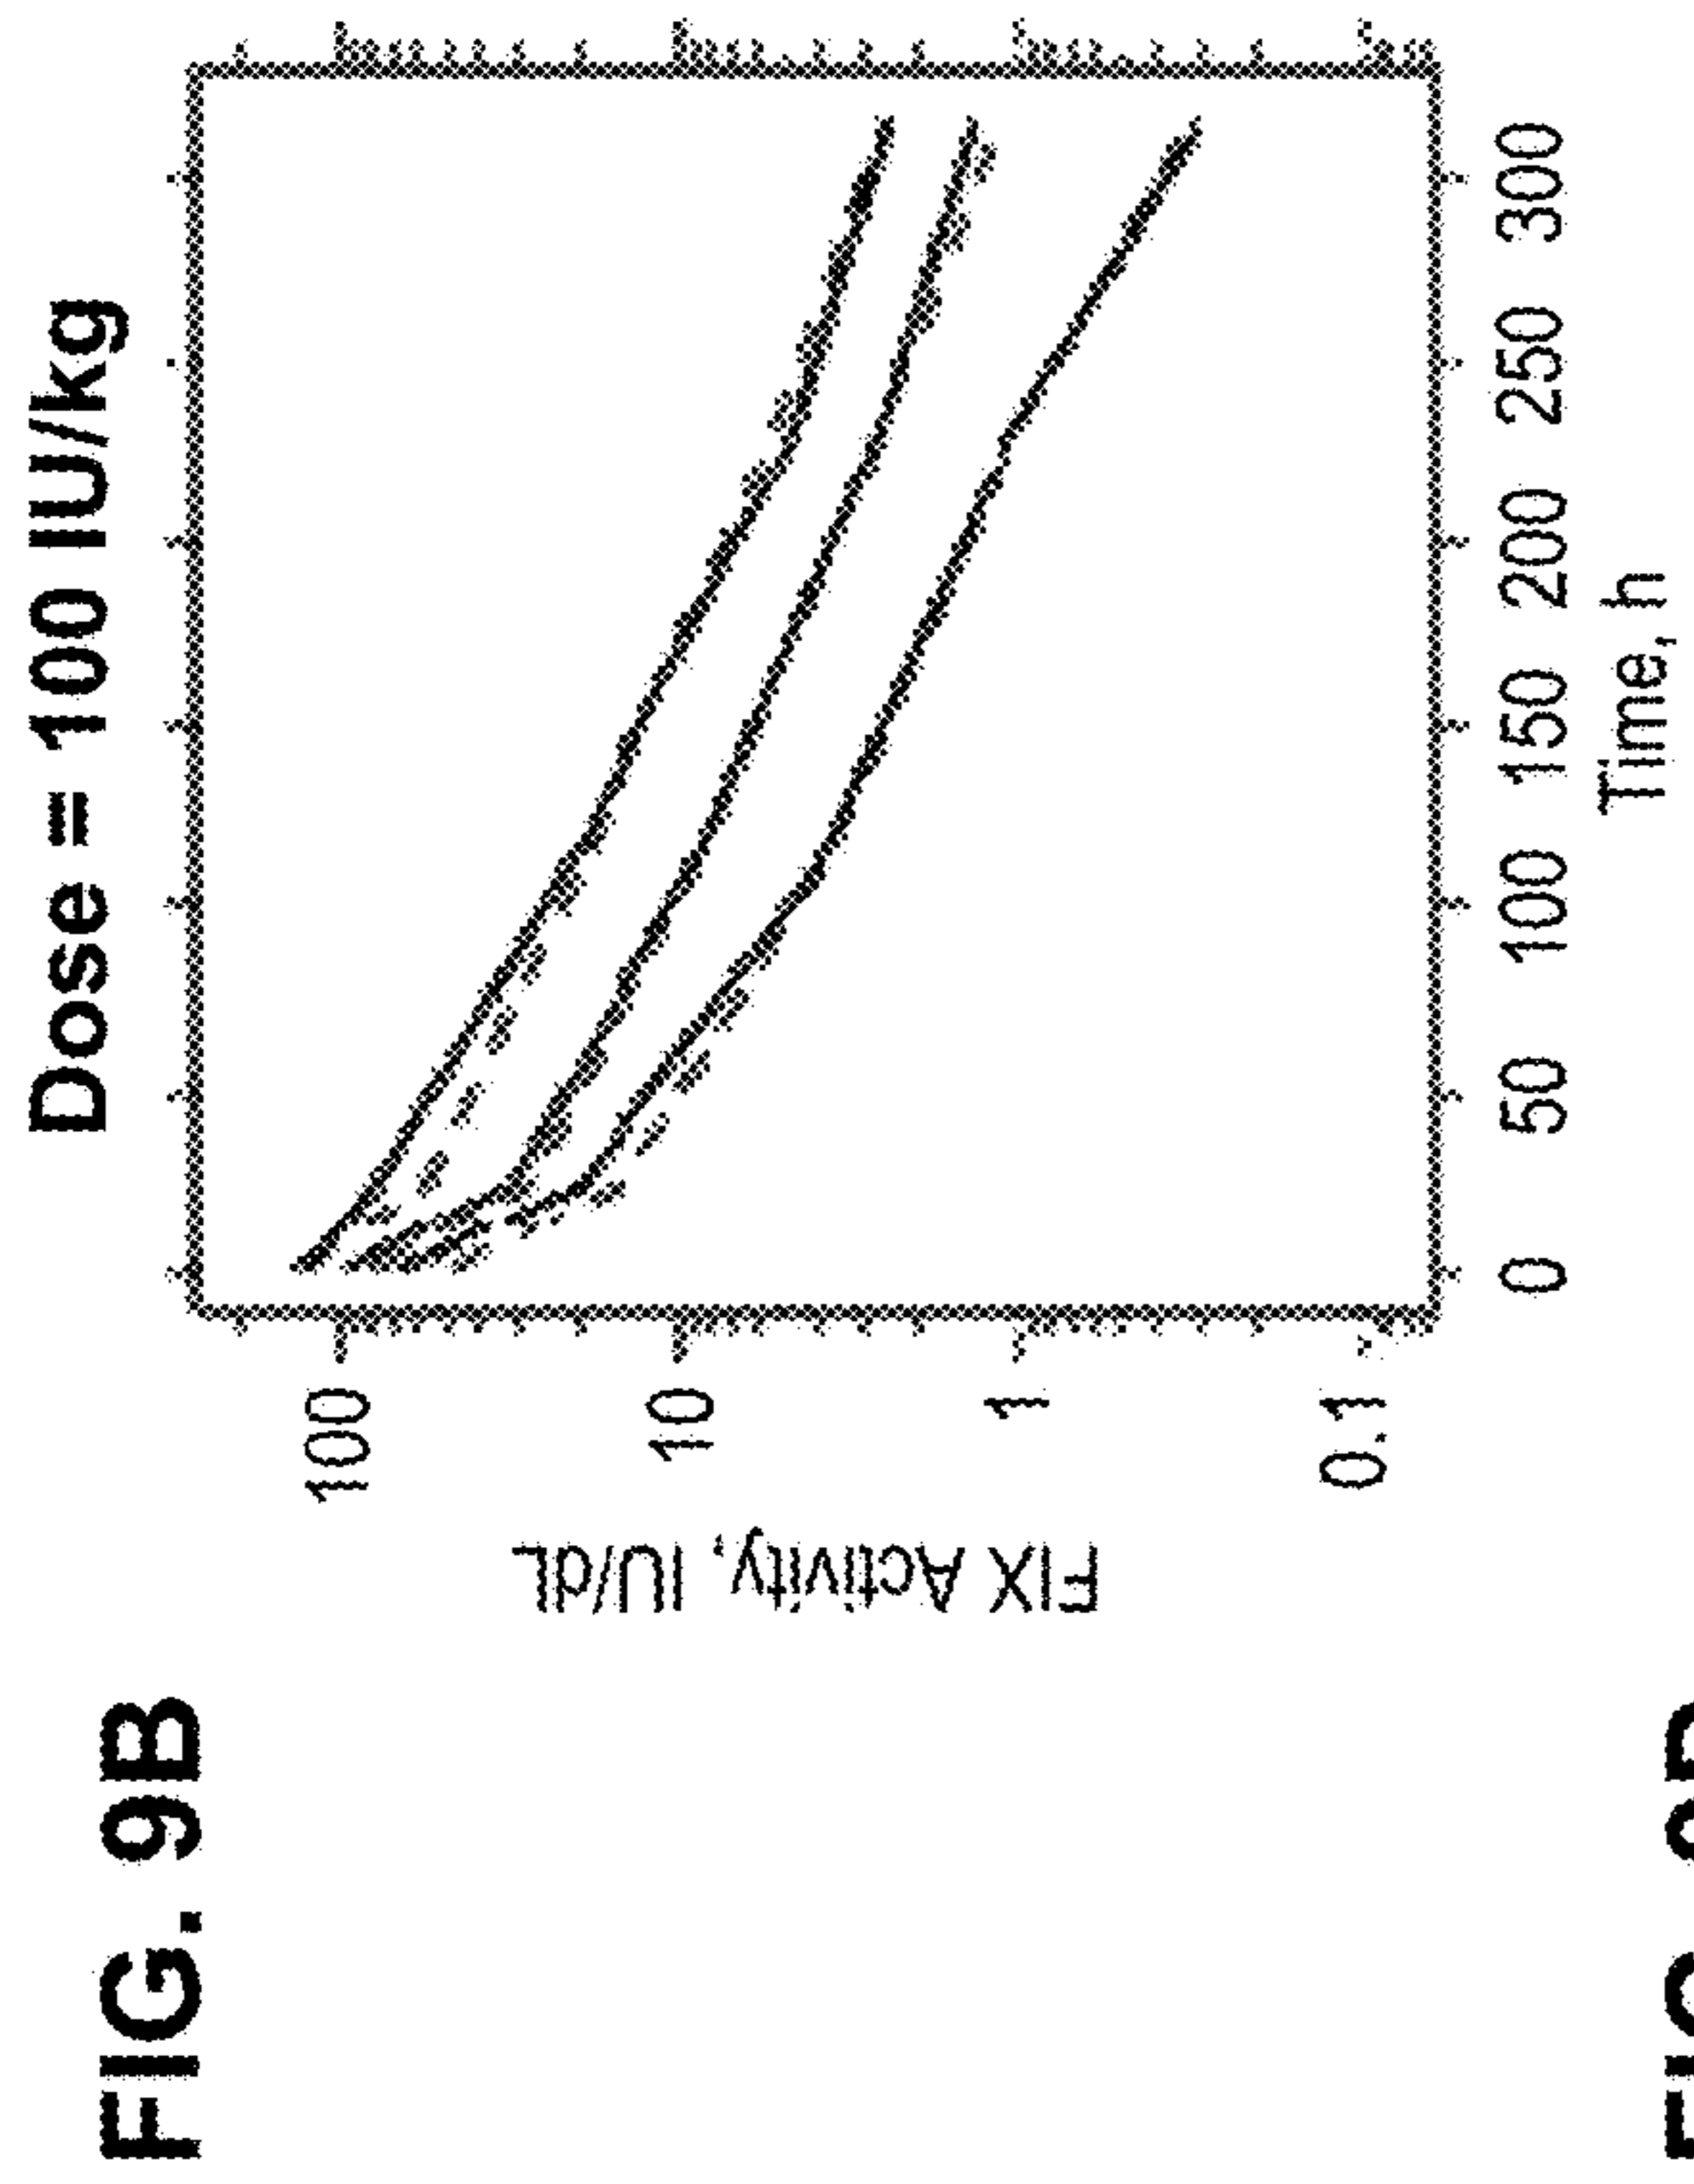 FIG. 9B
Dose = 100 IU/kg
FIX Activity, IU/dL
100
10
1
0.1
0 50 100 150 200 250 300
Time, h